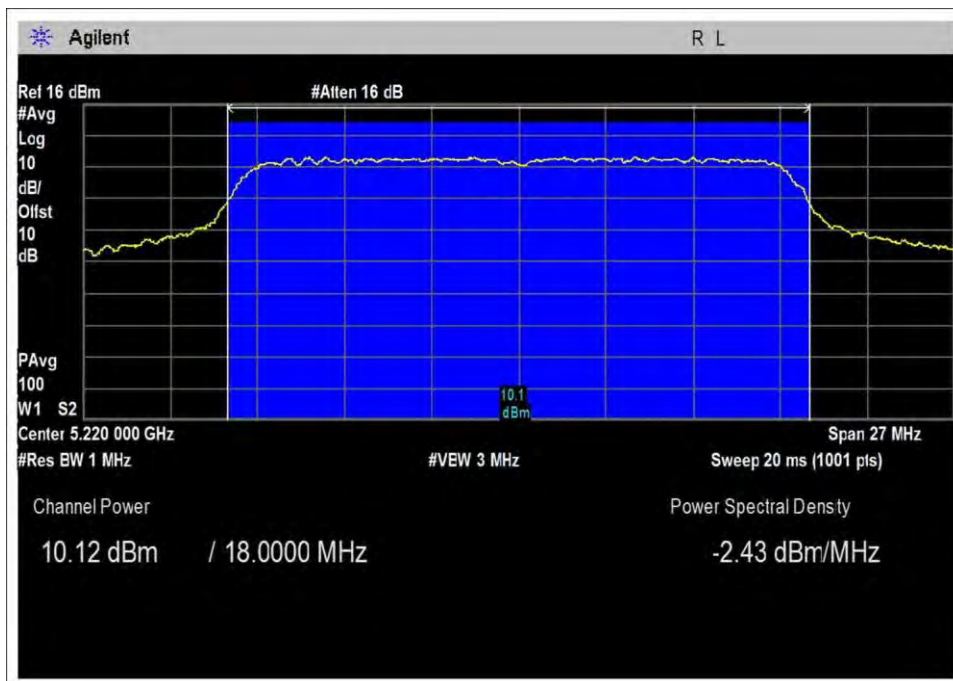 Agilent R L
Ref 16 dBm #Atten 16 dB
#Avg
Log
10
dB/
Offst
10
dB
PAvg
100
W1 S2
10.1
dBm
Center 5.220 000 GHz Span 27 MHz
#Res BW 1 MHz #VBW 3 MHz Sweep 20 ms (1001 pts)
Channel Power Power Spectral Density
10.12 dBm / 18.0000 MHz -2.43 dBm/MHz